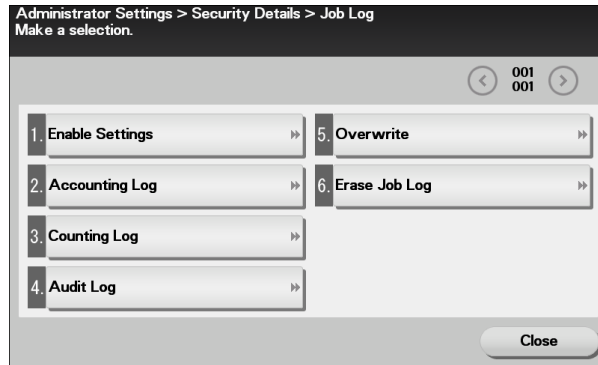 Administrator Settings > Security Details > Job Log
Make a selection.
001
001
1. Enable Settings
2. Accounting Log
3. Counting Log
4. Audit Log
5. Overwrite
6. Erase Job Log
Close